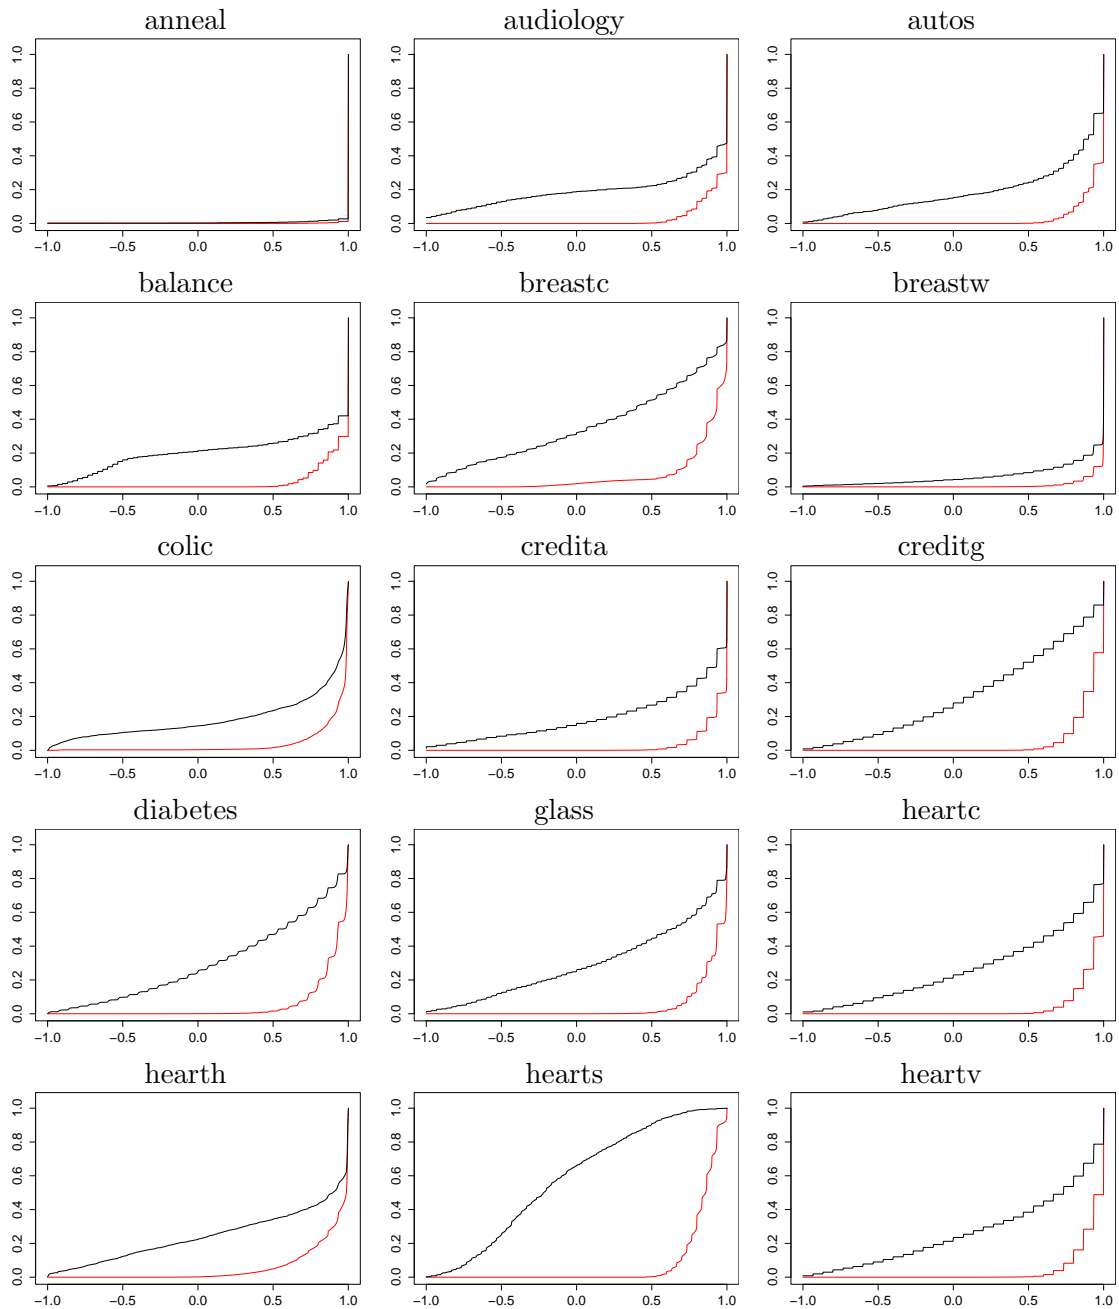 anneal audiology autos
0.0 0.2 0.4 0.6 0.8 1.0 0.0 0.2 0.4 0.6 0.8 1.0 0.0 0.2 0.4 0.6 0.8 1.0
−1.0 −0.5 0.0 0.5 1.0 −1.0 −0.5 0.0 0.5 1.0 −1.0 −0.5 0.0 0.5 1.0
balance breastc breastw
0.0 0.2 0.4 0.6 0.8 1.0 0.0 0.2 0.4 0.6 0.8 1.0 0.0 0.2 0.4 0.6 0.8 1.0
−1.0 −0.5 0.0 0.5 1.0 −1.0 −0.5 0.0 0.5 1.0 −1.0 −0.5 0.0 0.5 1.0
colic credita creditg
0.0 0.2 0.4 0.6 0.8 1.0 0.0 0.2 0.4 0.6 0.8 1.0 0.0 0.2 0.4 0.6 0.8 1.0
−1.0 −0.5 0.0 0.5 1.0 −1.0 −0.5 0.0 0.5 1.0 −1.0 −0.5 0.0 0.5 1.0
diabetes glass heartc
0.0 0.2 0.4 0.6 0.8 1.0 0.0 0.2 0.4 0.6 0.8 1.0 0.0 0.2 0.4 0.6 0.8 1.0
−1.0 −0.5 0.0 0.5 1.0 −1.0 −0.5 0.0 0.5 1.0 −1.0 −0.5 0.0 0.5 1.0
hearth hearts heartv
0.0 0.2 0.4 0.6 0.8 1.0 0.0 0.2 0.4 0.6 0.8 1.0 0.0 0.2 0.4 0.6 0.8 1.0
−1.0 −0.5 0.0 0.5 1.0 −1.0 −0.5 0.0 0.5 1.0 −1.0 −0.5 0.0 0.5 1.0